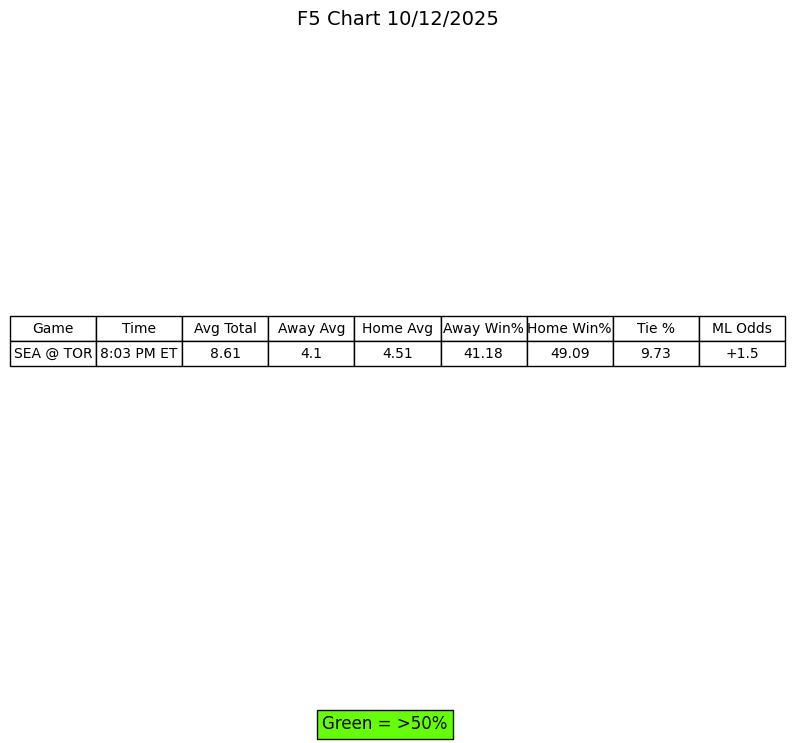 F5 Chart 10/12/2025
Game Time Avg Total Away Avg Home Avg Away Win% Home Win% Tie % ML Odds
SEA @ TOR 8:03 PM ET 8.61 4.1 4.51 41.18 49.09 9.73 +1.5
Green = >50%